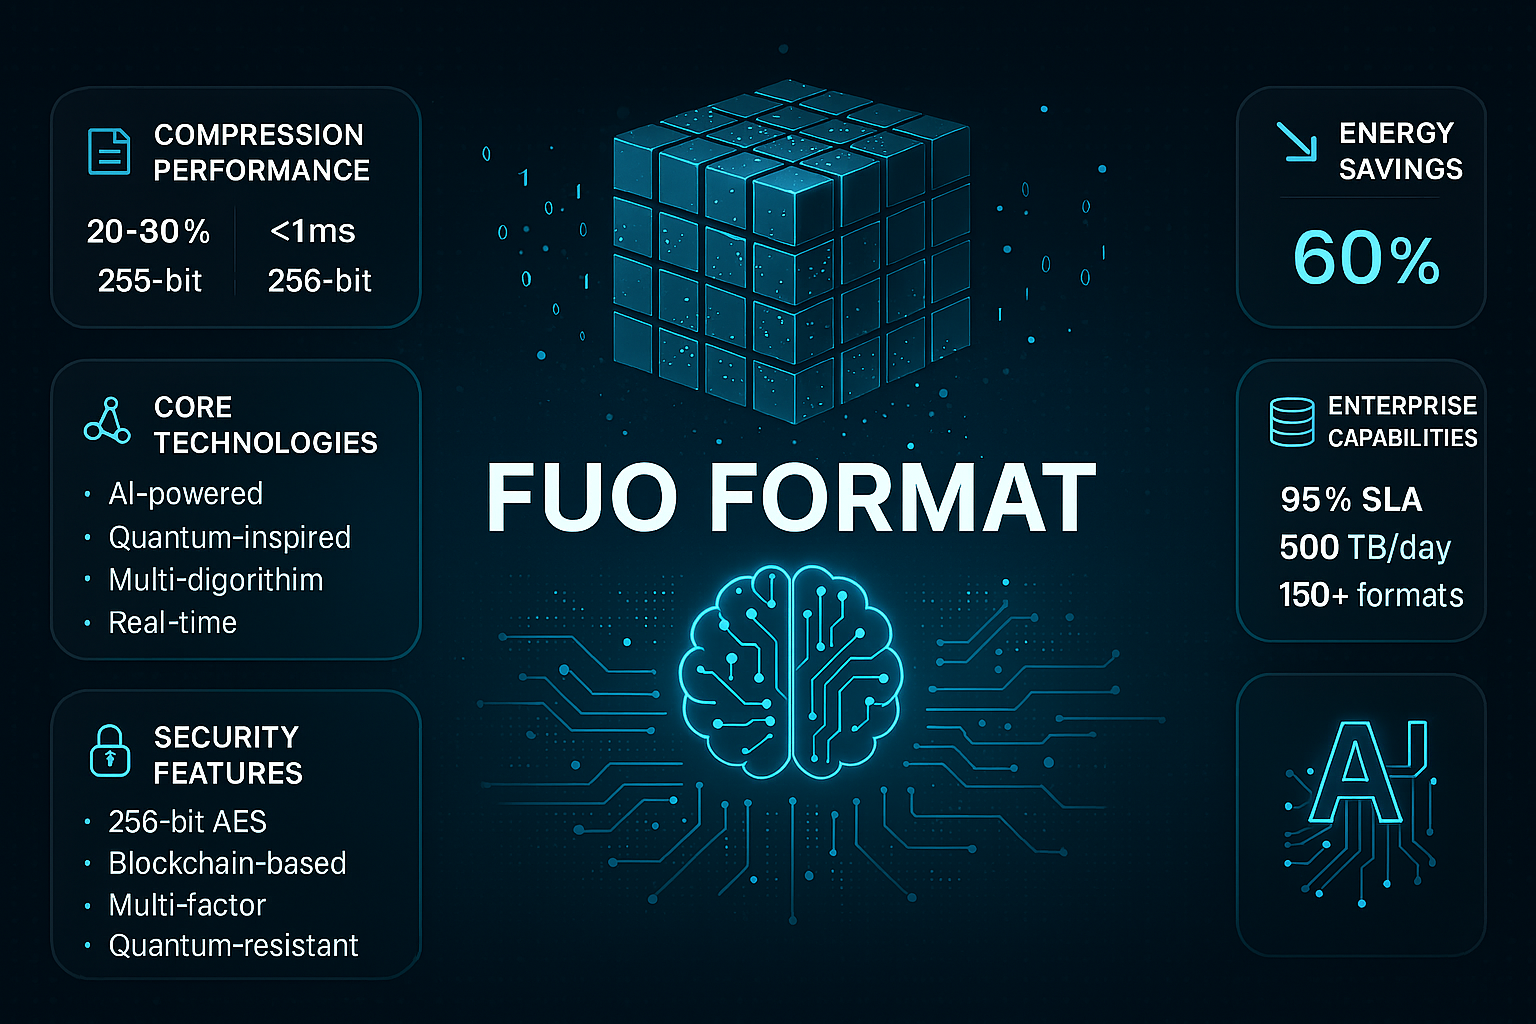 COMPRESSION
PERFORMANCE
20-30% <1ms
255-bit 256-bit
CORE
TECHNOLOGIES
• AI-powered
• Quantum-inspired
• Multi-digorithim
• Real-time
SECURITY
FEATURES
• 256-bit AES
• Blockchain-based
• Multi-factor
• Quantum-resistant
FUO FORMAT
ENERGY
SAVINGS
60%
ENTERPRISE
CAPABILITIES
95% SLA
500 TB/day
150+ formats